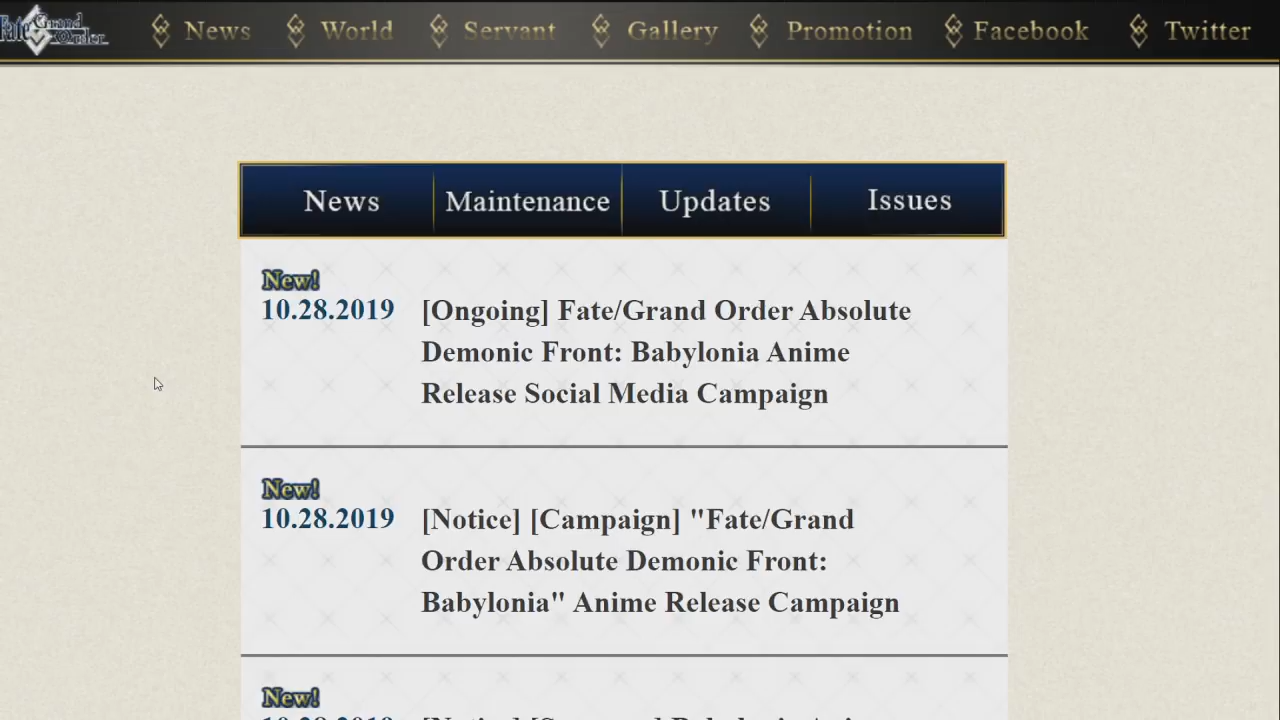 Fate Grand Order News World Servant Gallery Promotion Facebook Twitter
News Maintenance Updates Issues
New!
10.28.2019 [Ongoing] Fate/Grand Order Absolute
Demonic Front: Babylonia Anime
Release Social Media Campaign
New!
10.28.2019 [Notice] [Campaign] "Fate/Grand
Order Absolute Demonic Front:
Babylonia" Anime Release Campaign
New!